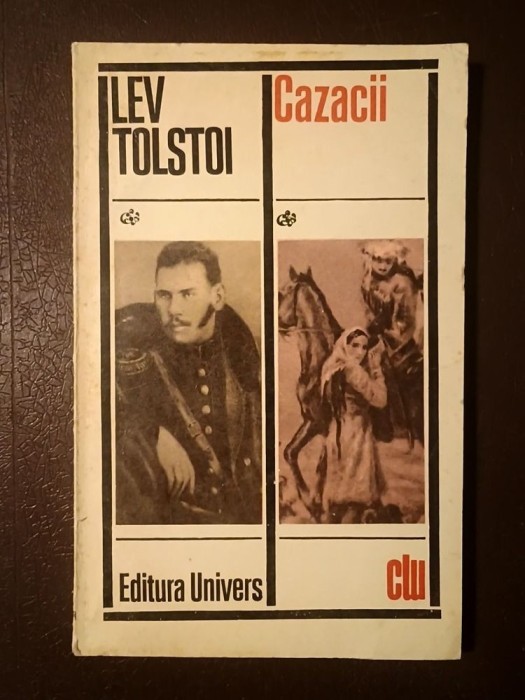 LEV
TOLSTOI
Cazacii
Editura Univers
clu